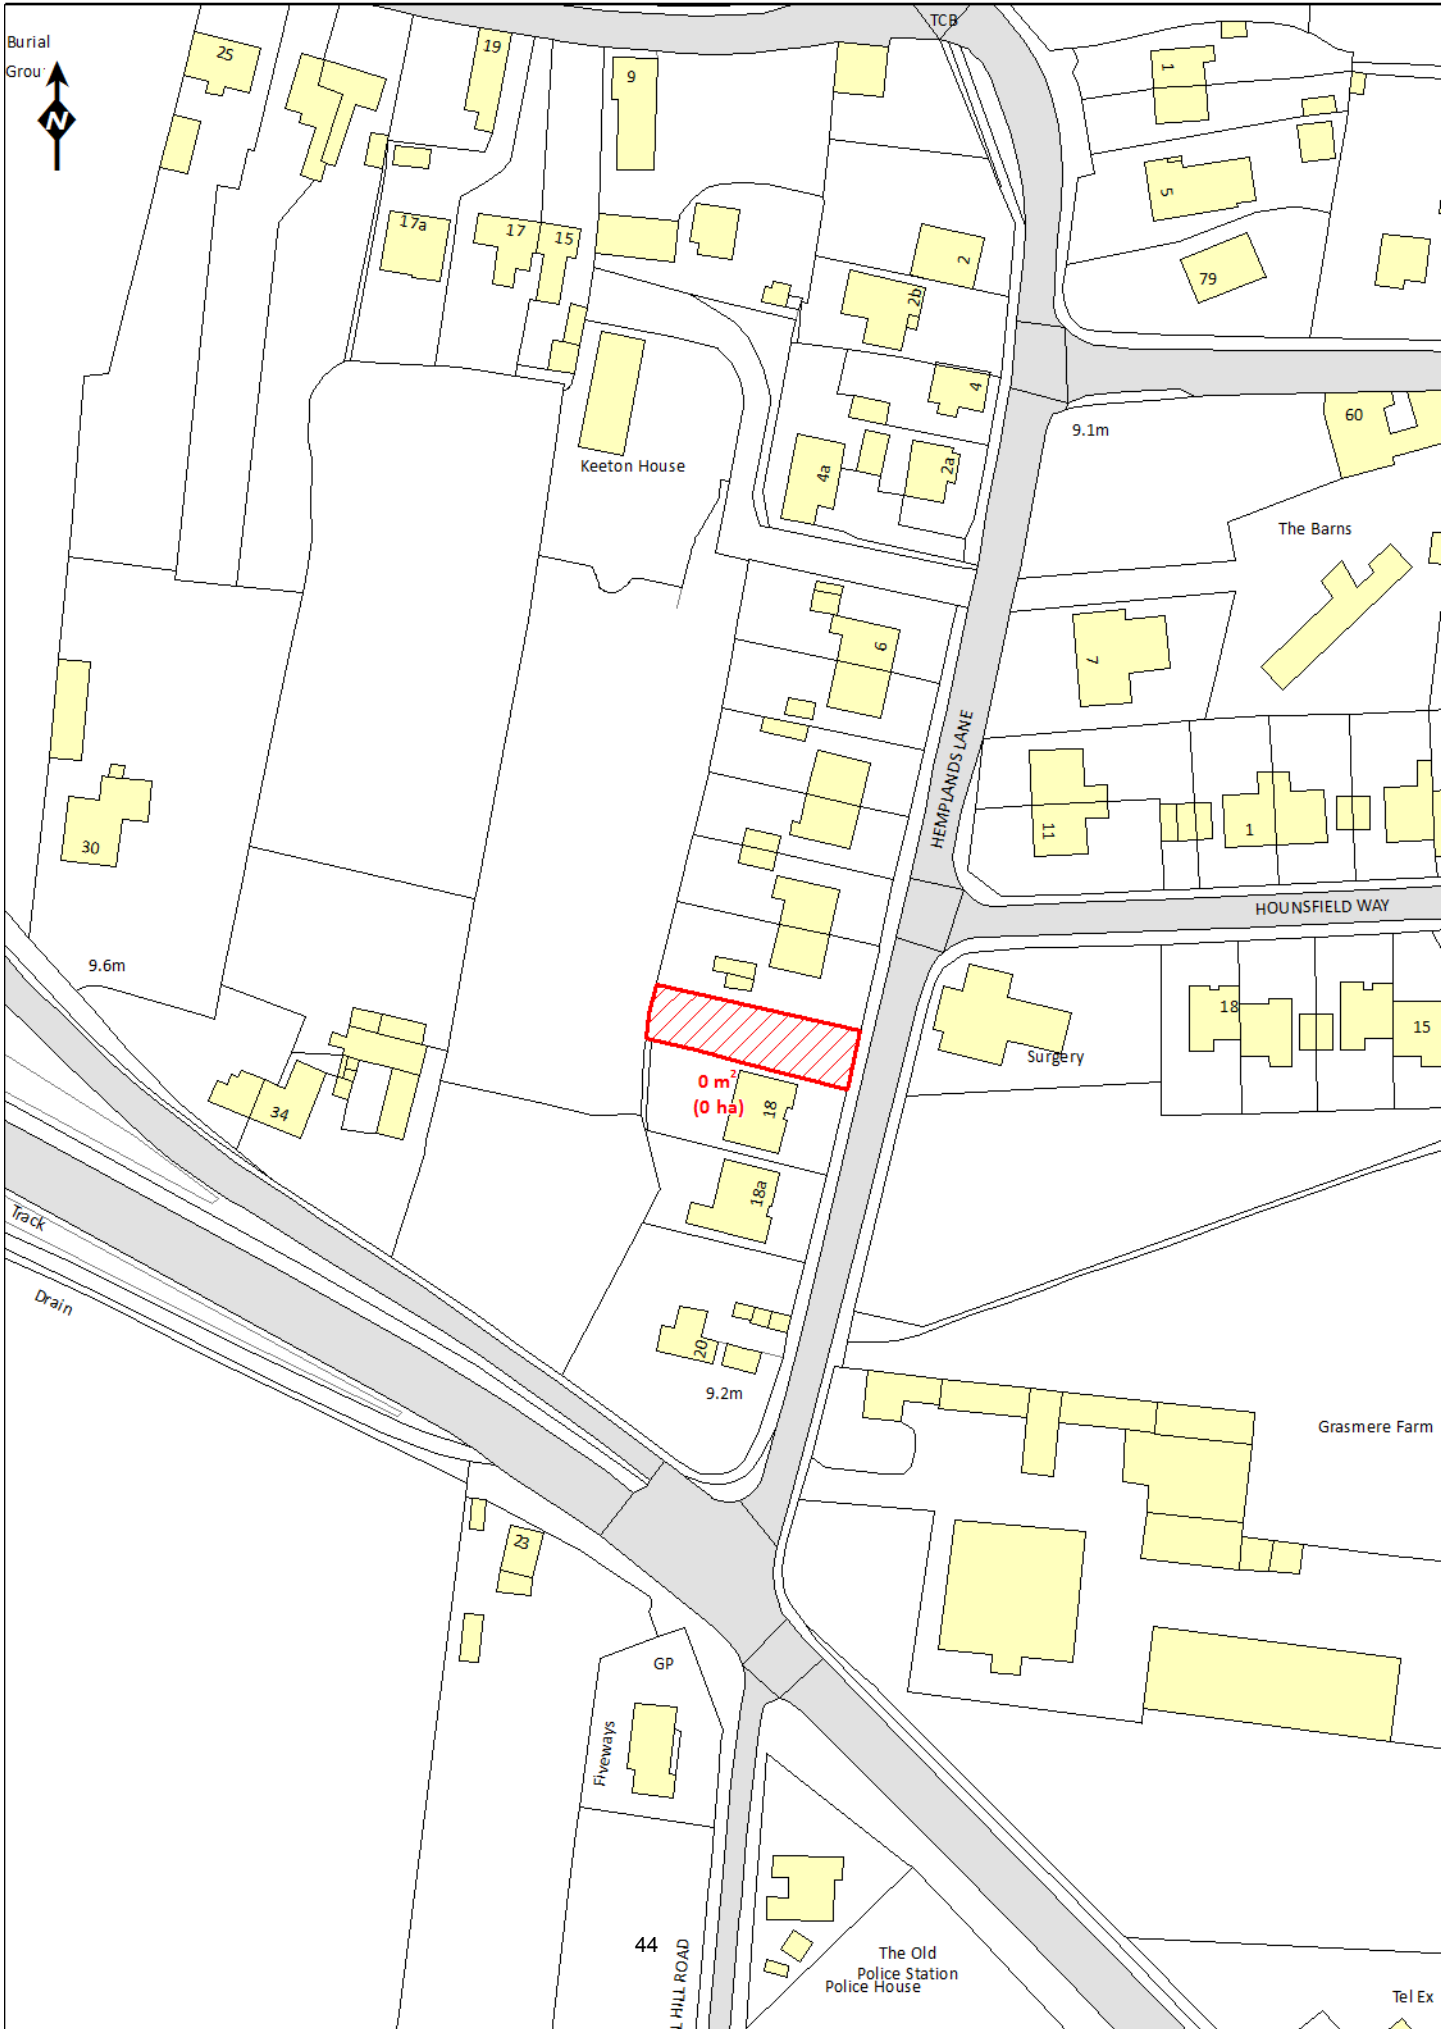 TCB
Burial
25
19
1
N
9
5
17a
17
15
2
79
2b
4
9.1m
60
Keeton House
4a
2a
The Barns
6
7
HEMPLANDS LANE
11
1
30
HOUNSFIELD WAY
9.6m
18
15
Surgery
0 m²
(0 ha)
18
34
18a
Track
Drain
20
9.2m
Grasmere Farm
23
GP
Fiveways
44
The Old
Police Station
Police House
HILL ROAD
Tel Ex